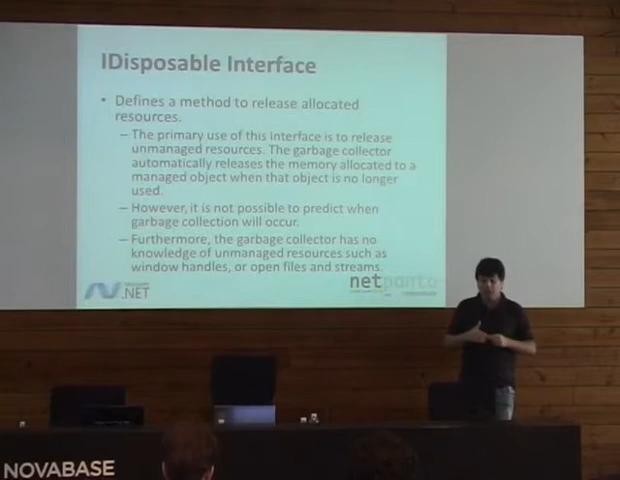 IDisposable Interface
• Defines a method to release allocated
resources.
– The primary use of this interface is to release
unmanaged resources. The garbage collector
automatically releases the memory allocated to a
managed object when that object is no longer
used.
– However, it is not possible to predict when
garbage collection will occur.
– Furthermore, the garbage collector has no
knowledge of unmanaged resources such as
window handles, or open files and streams.
.NET
netponto
NOVABASE